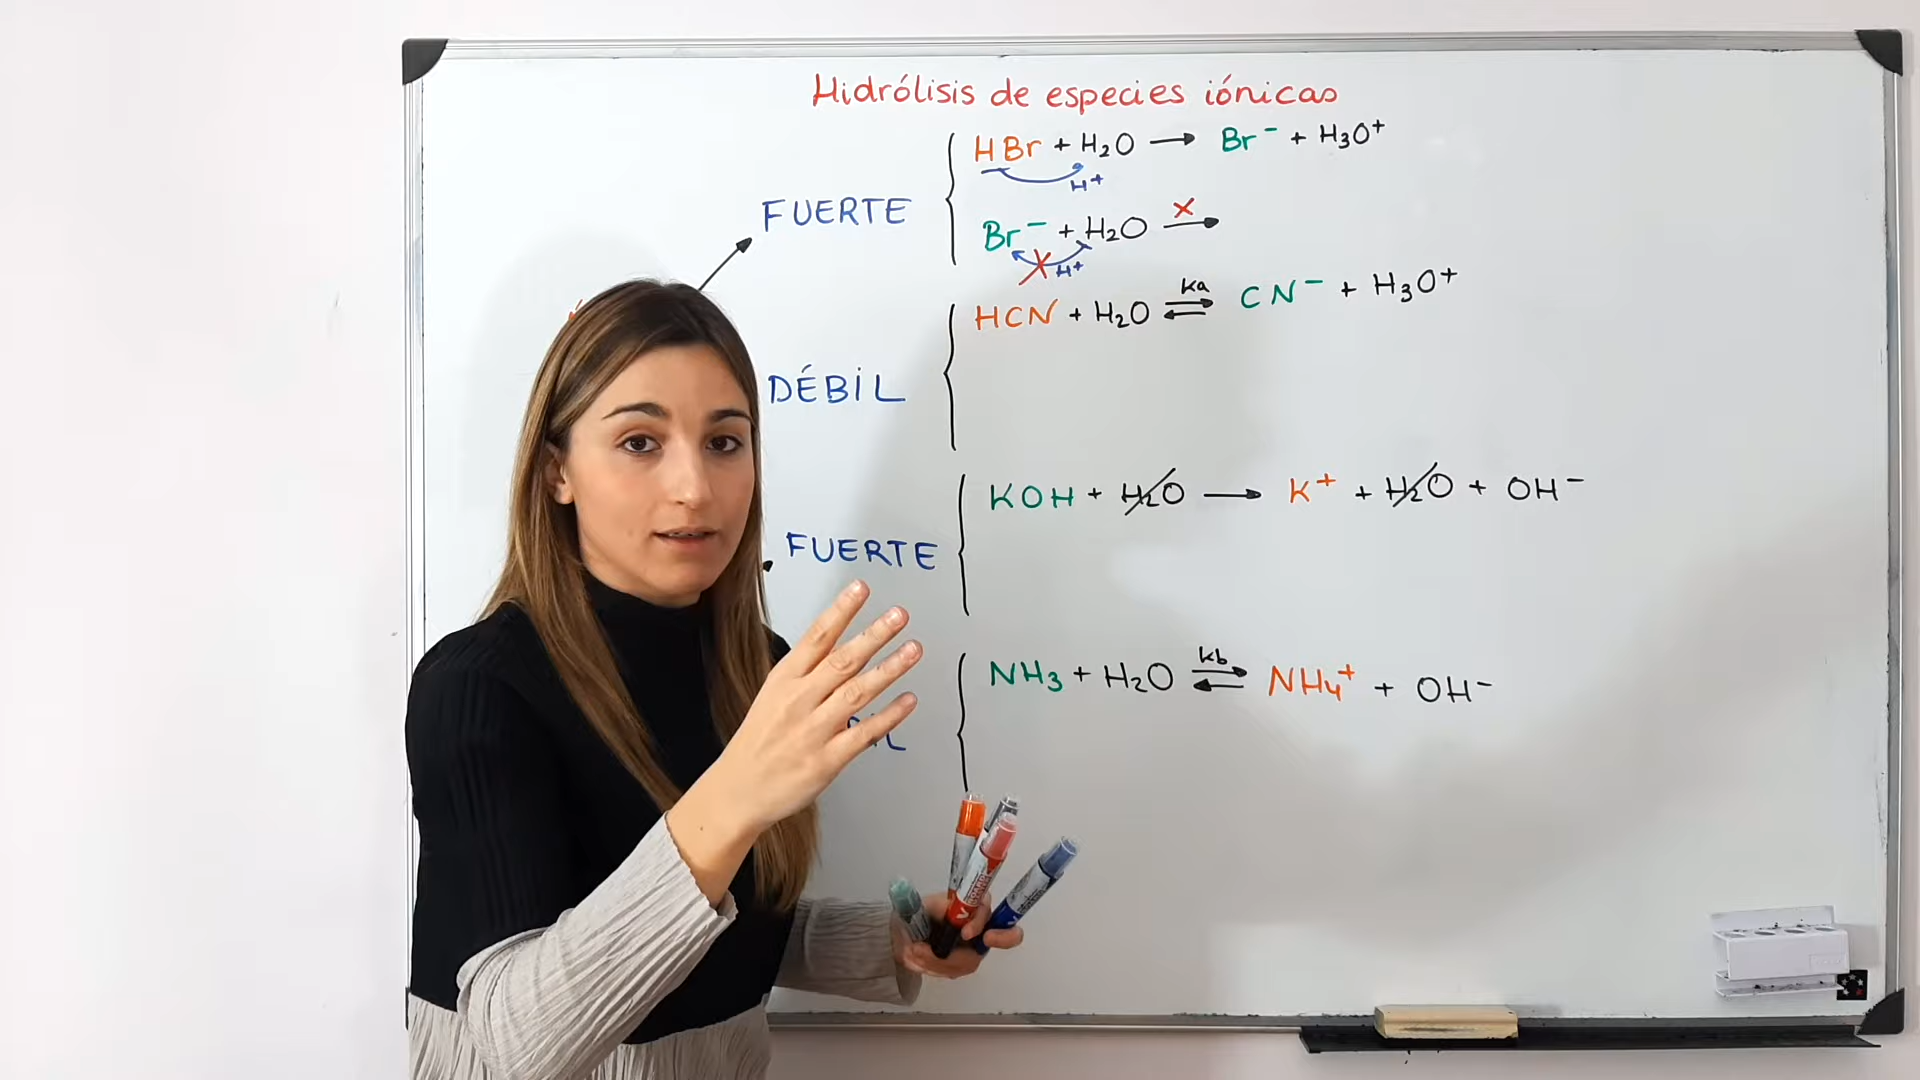 Hidrólisis de especies iónicas
HBr + H2O → Br⁻ + H3O⁺
H⁺
FUERTE
Br⁻ + H2O →
H⁺
HCN + H2O ⇌ CN⁻ + H3O⁺
ka
DÉBIL
KOH + H2O → K⁺ + H2O + OH⁻
FUERTE
NH3 + H2O ⇌ NH4⁺ + OH⁻
kb